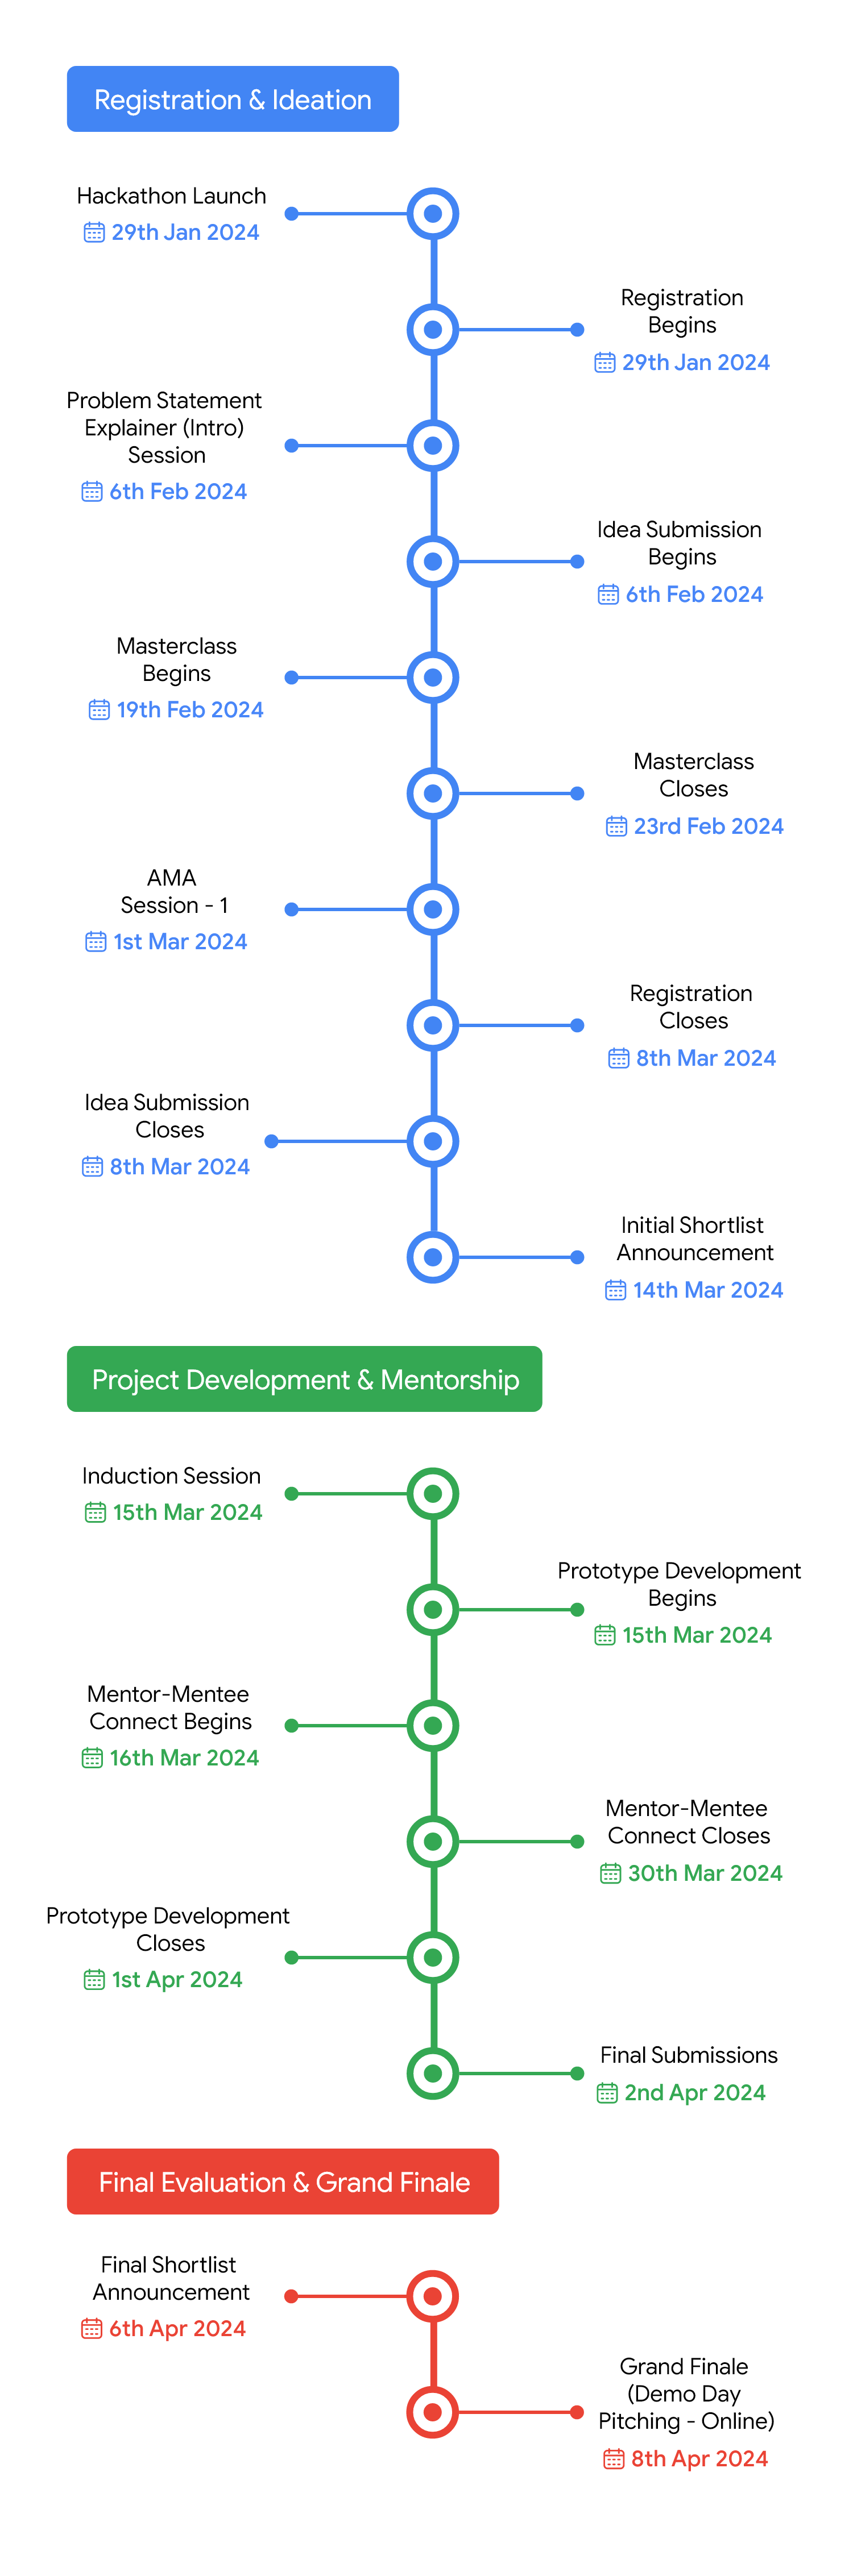 Registration & Ideation
Hackathon Launch
29th Jan 2024
Registration
Begins
29th Jan 2024
Problem Statement
Explainer (Intro)
Session
6th Feb 2024
Idea Submission
Begins
6th Feb 2024
Masterclass
Begins
19th Feb 2024
Masterclass
Closes
23rd Feb 2024
AMA
Session - 1
1st Mar 2024
Registration
Closes
8th Mar 2024
Idea Submission
Closes
8th Mar 2024
Initial Shortlist
Announcement
14th Mar 2024
Project Development & Mentorship
Induction Session
15th Mar 2024
Prototype Development
Begins
15th Mar 2024
Mentor-Mentee
Connect Begins
16th Mar 2024
Mentor-Mentee
Connect Closes
30th Mar 2024
Prototype Development
Closes
1st Apr 2024
Final Submissions
2nd Apr 2024
Final Evaluation & Grand Finale
Final Shortlist
Announcement
6th Apr 2024
Grand Finale
(Demo Day
Pitching - Online)
8th Apr 2024